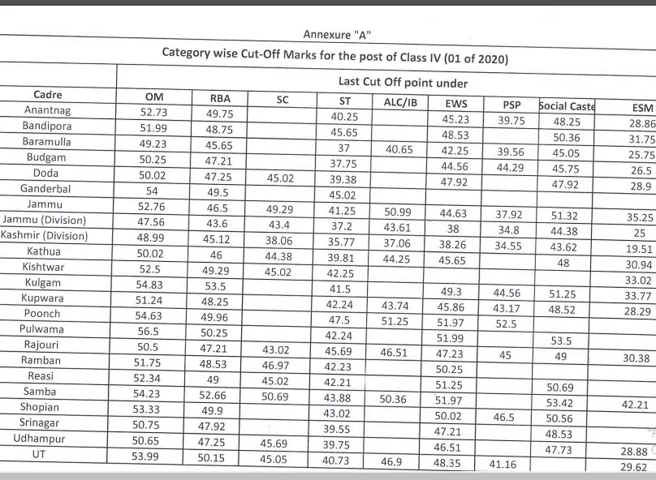 Annexure "A"
Category wise Cut-Off Marks for the post of Class IV (01 of 2020)
Last Cut Off point under
Cadre OM RBA SC ST ALC/IB EWS PSP Social Caste ESM
Anantnag 52.73 49.75 40.25 45.23 39.75 48.25 28.86
Bandipora 51.99 48.75 45.65 48.53 50.36 31.75
Baramulla 49.23 45.65 37 40.65 42.25 39.56 45.05 25.75
Budgam 50.25 47.21 37.75 44.56 44.29 45.75 26.5
Doda 50.02 47.25 45.02 39.38 47.92 47.92 28.9
Ganderbal 54 49.5 45.02
Jammu 52.76 46.5 49.29 41.25 50.99 44.63 37.92 51.32 35.25
Jammu (Division) 47.56 43.6 43.4 37.2 43.61 38 34.8 44.38 25
Kashmir (Division) 48.99 45.12 38.06 35.77 37.06 38.26 34.55 43.62 19.51
Kathua 50.02 46 44.38 39.81 44.25 45.65 48 30.94
Kishtwar 52.5 49.29 45.02 42.25 33.02
Kulgam 54.83 53.5 41.5 49.3 44.56 51.25 33.77
Kupwara 51.24 48.25 42.24 43.74 45.86 43.17 48.52 28.29
Poonch 54.63 49.96 47.5 51.25 51.97 52.5
Pulwama 56.5 50.25 42.24 51.99 53.5
Rajouri 50.5 47.21 43.02 45.69 46.51 47.23 45 49 30.38
Ramban 51.75 48.53 46.97 42.23 50.25
Reasi 52.34 49 45.02 42.21 51.25 50.69
Samba 54.23 52.66 50.69 43.88 50.36 51.97 53.42 42.21
Shopian 53.33 49.9 43.02 50.02 46.5 50.56
Srinagar 50.75 47.92 39.55 47.21 48.53
Udhampur 50.65 47.25 45.69 39.75 46.51 47.73 28.88
UT 53.99 50.15 45.05 40.73 46.9 48.35 41.16 29.62